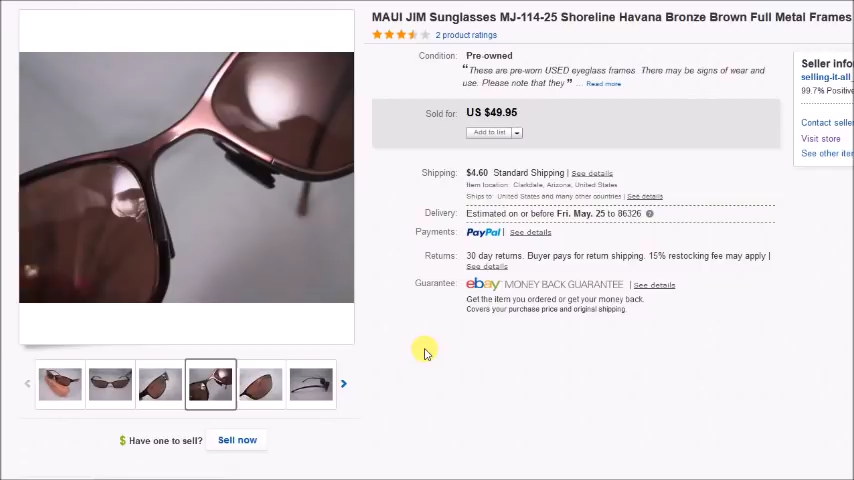 MAUI JIM Sunglasses MJ-114-25 Shoreline Havana Bronze Brown Full Metal Frames
2 product ratings
Condition: Pre-owned
“These are pre-worn USED eyeglass frames There may be signs of wear and
use. Please note that they” ... Read more
Seller info
selling-it-all
99.7% Positive
Sold for: US $49.95
Add to list
Contact seller
Visit store
See other iter
Shipping: $4.60 Standard Shipping | See details
Item location: Clarkdale, Arizona, United States
Ships to: United States and many other countries | See details
Delivery: Estimated on or before Fri. May. 25 to 86326
Payments: PayPal | See details
Returns: 30 day returns. Buyer pays for return shipping. 15% restocking fee may apply |
See details
Guarantee: ebay MONEY BACK GUARANTEE | See details
Get the item you ordered or get your money back.
Covers your purchase price and original shipping.
$ Have one to sell? Sell now